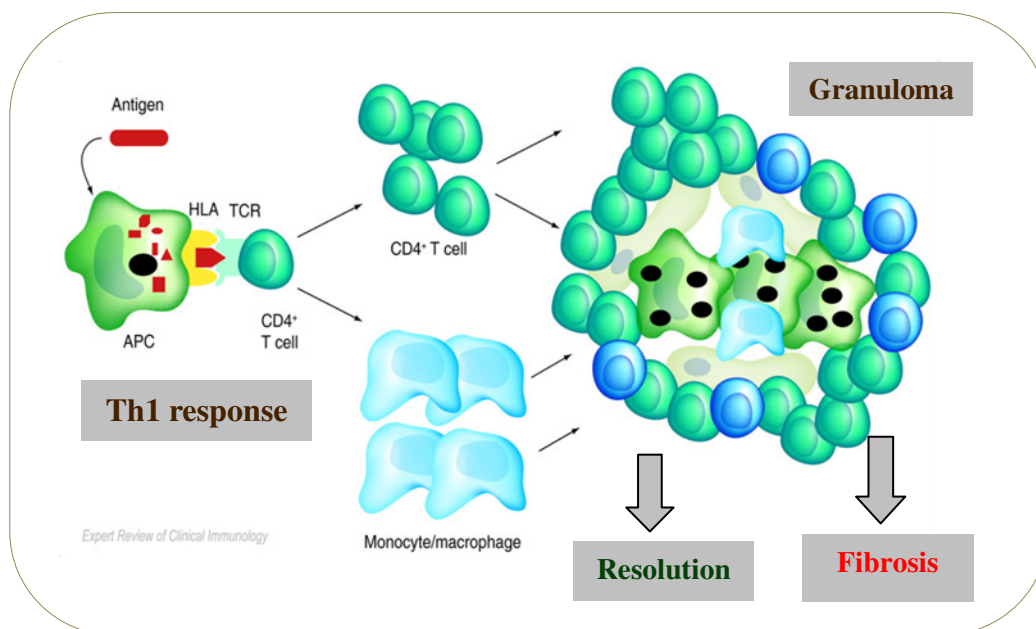 Granuloma
Antigen
HLA TCR
CD4⁺ T cell
APC
CD4⁺
T cell
Th1 response
Expert Review of Clinical Immunology
Monocyte/macrophage
Resolution
Fibrosis